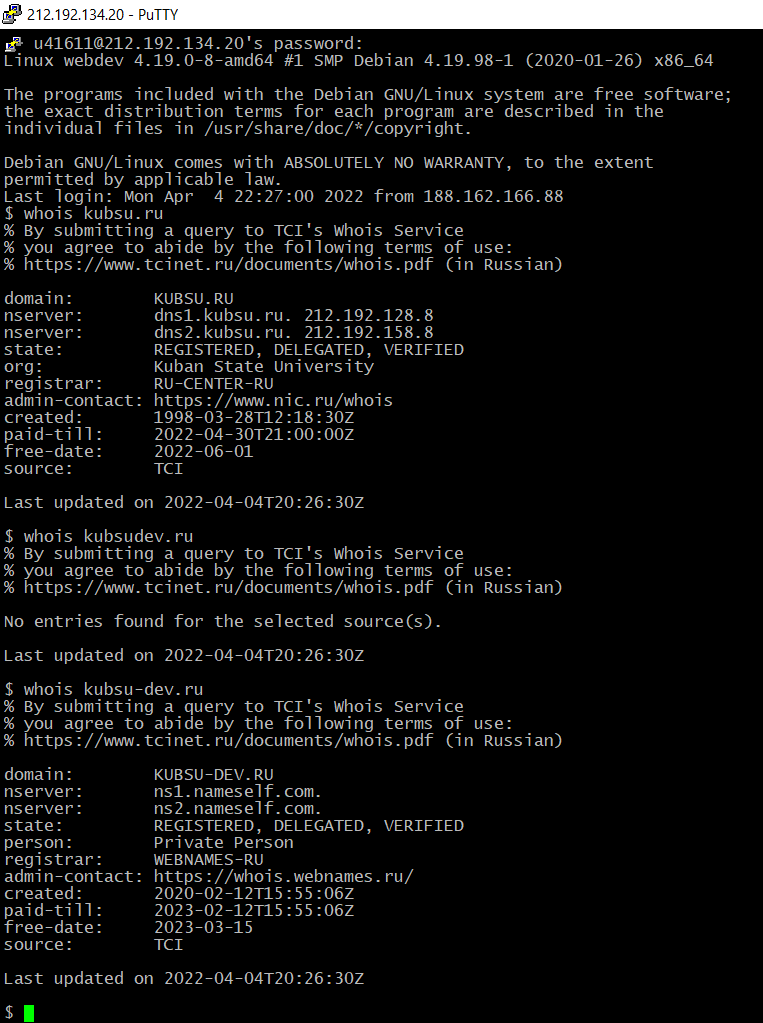 212.192.134.20 - PuTTY
u41611@212.192.134.20's password:
Linux webdev 4.19.0-8-amd64 #1 SMP Debian 4.19.98-1 (2020-01-26) x86_64

The programs included with the Debian GNU/Linux system are free software;
the exact distribution terms for each program are described in the
individual files in /usr/share/doc/*/copyright.

Debian GNU/Linux comes with ABSOLUTELY NO WARRANTY, to the extent
permitted by applicable law.
Last login: Mon Apr  4 22:27:00 2022 from 188.162.166.88
$ whois kubsu.ru
% By submitting a query to TCI's Whois Service
% you agree to abide by the following terms of use:
% https://www.tcinet.ru/documents/whois.pdf (in Russian)

domain:        KUBSU.RU
nserver:       dns1.kubsu.ru. 212.192.128.8
nserver:       dns2.kubsu.ru. 212.192.158.8
state:         REGISTERED, DELEGATED, VERIFIED
org:           Kuban State University
registrar:     RU-CENTER-RU
admin-contact: https://www.nic.ru/whois
created:       1998-03-28T12:18:30Z
paid-till:     2022-04-30T21:00:00Z
free-date:     2022-06-01
source:        TCI

Last updated on 2022-04-04T20:26:30Z

$ whois kubsudev.ru
% By submitting a query to TCI's Whois Service
% you agree to abide by the following terms of use:
% https://www.tcinet.ru/documents/whois.pdf (in Russian)

No entries found for the selected source(s).

Last updated on 2022-04-04T20:26:30Z

$ whois kubsu-dev.ru
% By submitting a query to TCI's Whois Service
% you agree to abide by the following terms of use:
% https://www.tcinet.ru/documents/whois.pdf (in Russian)

domain:        KUBSU-DEV.RU
nserver:       ns1.nameself.com.
nserver:       ns2.nameself.com.
state:         REGISTERED, DELEGATED, VERIFIED
person:        Private Person
registrar:     WEBNAMES-RU
admin-contact: https://whois.webnames.ru/
created:       2020-02-12T15:55:06Z
paid-till:     2023-02-12T15:55:06Z
free-date:     2023-03-15
source:        TCI

Last updated on 2022-04-04T20:26:30Z

$